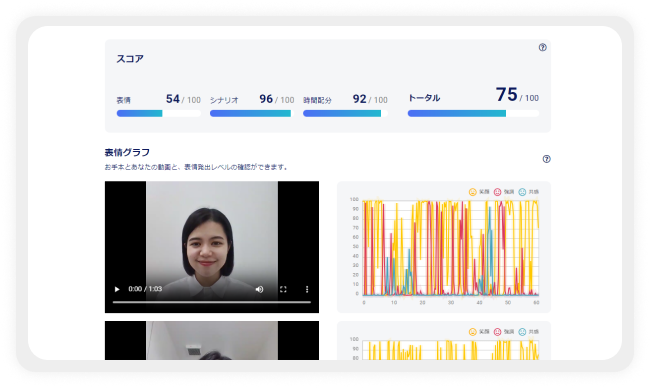 スコア
表情 54 / 100 シナリオ 96 / 100 時間配分 92 / 100 トータル 75 / 100
表情グラフ
お手本とあなたの動画と、表情発出レベルの確認ができます。
0:00 / 1:03
笑顔 強調 共感
100
90
80
70
60
50
40
30
20
10
0
0 10 20 30 40 50 60
笑顔 強調 共感
100
90
80